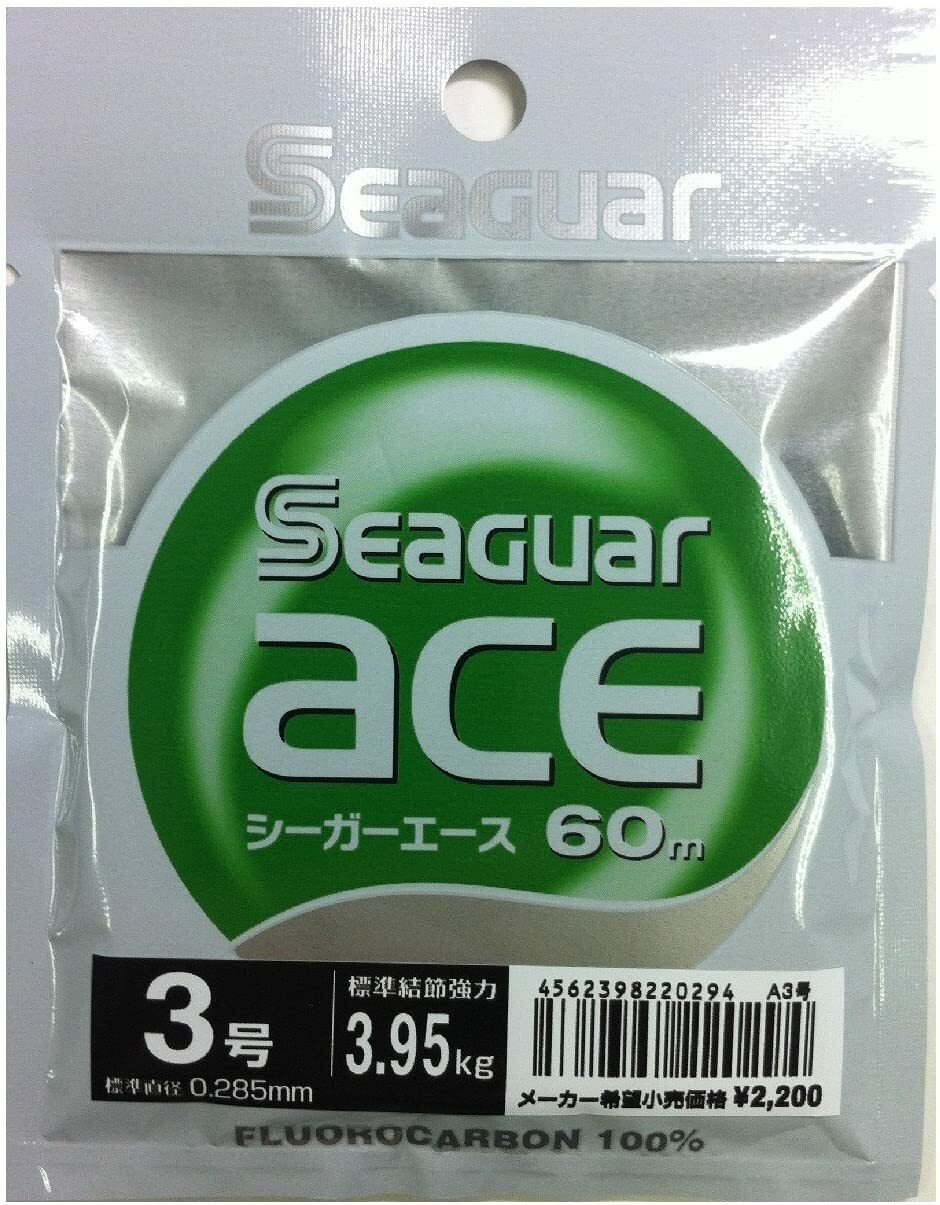 Seaguar
Seaguar
ace
シーガーエース 60m
3号
標準直径 0.285mm
標準結節強力
3.95kg
4562398220294 A3号
メーカー希望小売価格 ¥2,200
FLUOROCARBON 100%